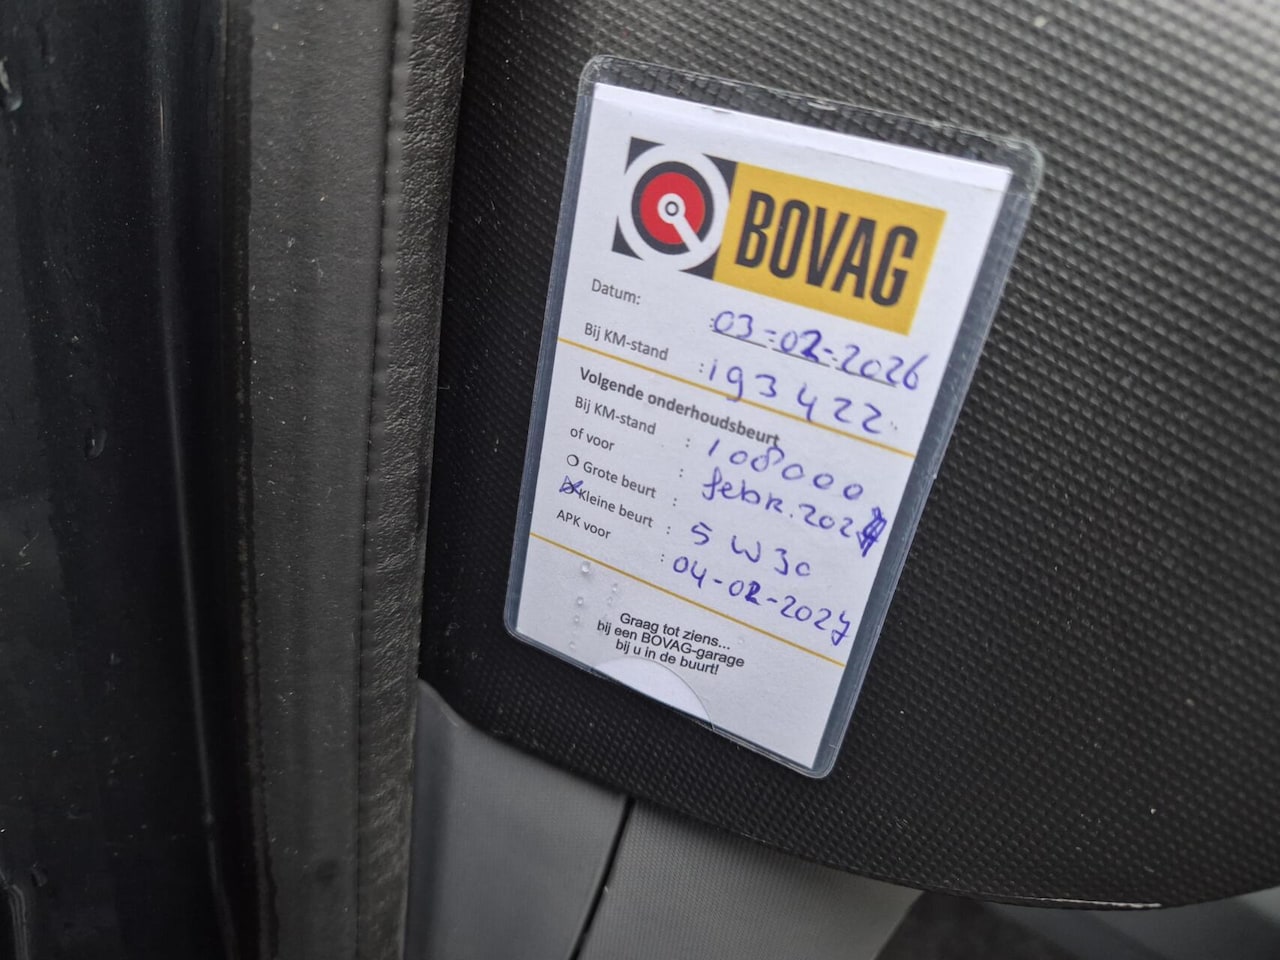 BOVAG
Datum: 03-02-2026
Bij KM-stand : 193422
Volgende onderhoudsbeurt
Bij KM-stand : 108000
of voor : febr.202
Grote beurt :
Kleine beurt : 5 W 30
APK voor : 04-02-2027
Graag tot ziens...
bij een BOVAG-garage
bij u in de buurt!